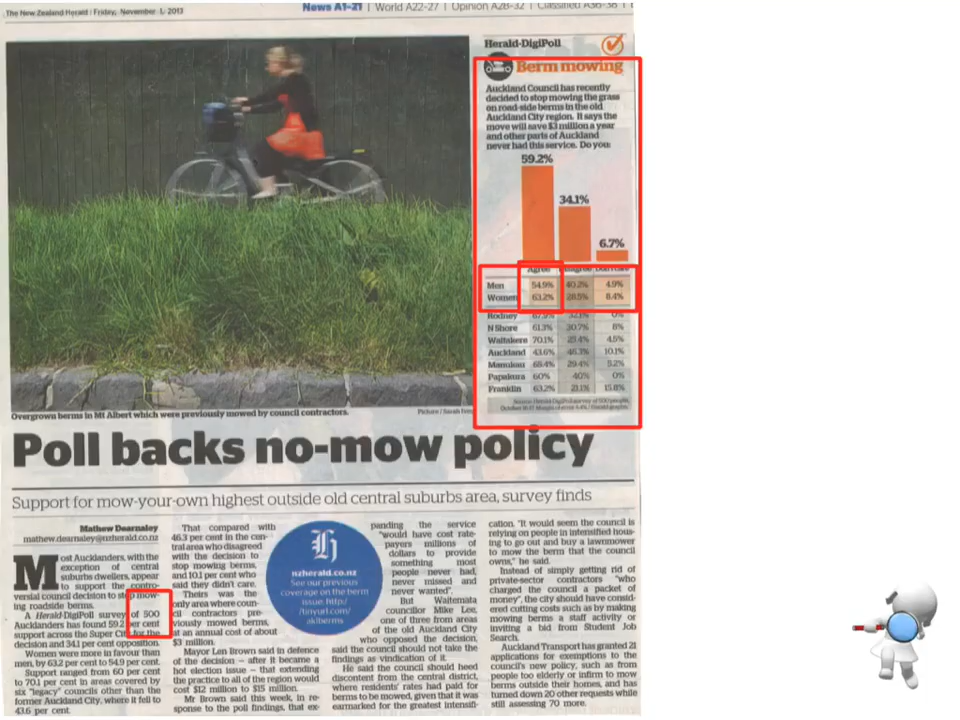 The New Zealand Herald | Friday, November 1, 2013
News A1-21 | World A22-27 | Opinion A28-32 | Classified A36-38 |
Herald-DigiPoll
Berm mowing
Auckland Council has recently
decided to stop mowing the grass
on road-side berms in the old
Auckland City region. It says the
move will save $3 million a year
and other parts of Auckland
never had this service. Do you:
59.2%
34.1%
6.7%
Agree Disagree Don't care
Men 54.9% 40.2% 4.9%
Women 63.2% 28.5% 8.4%
Rodney 67.9% 32.1% 0%
N Shore 61.3% 30.7% 8%
Waitakere 70.1% 25.4% 4.5%
Auckland 43.6% 46.3% 10.1%
Manukau 65.4% 29.4% 5.2%
Papakura 60% 40% 0%
Franklin 63.2% 21.1% 15.8%
Source: Herald-DigiPoll survey of 500 people,
Overgrown berms in Mt Albert which were previously mowed by council contractors.
Picture / Sarah
Poll backs no-mow policy
Support for mow-your-own highest outside old central suburbs area, survey finds
Mathew Dearnaley
mathew.dearnaley@nzherald.co.nz
Most Aucklanders, with the
exception of central
suburbs dwellers, appear
to support the contro-
versial council decision to stop mow-
ing roadside berms.
A Herald-DigiPoll survey of 500
Aucklanders has found 59.2 per cent
support across the Super City for the
decision and 34.1 per cent opposition.
Women were more in favour than
men, by 63.2 per cent to 54.9 per cent.
Support ranged from 60 per cent
to 70.1 per cent in areas covered by
six "legacy" councils other than the
former Auckland City, where it fell to
43.6 per cent.
That compared with
46.3 per cent in the cen-
tral area who disagreed
with the decision to
stop mowing berms,
and 10.1 per cent who
said they didn't care.
Theirs was the
only area where coun-
cil contractors pre-
viously mowed berms,
at an annual cost of about
$3 million.
Mayor Len Brown said in defence
of the decision – after it became a
hot election issue – that extending
the practice to all of the region would
cost $12 million to $15 million.
Mr Brown said this week, in re-
sponse to the poll findings, that ex-
nzherald.co.nz
See our previous
coverage on the berm
issue: http:/
/tinyurl.com/
aklberms
panding the service
"would have cost rate-
payers millions of
dollars to provide
something most
people never had,
never missed and
never wanted".
But Waitemata
councillor Mike Lee,
one of three from areas
of the old Auckland City
who opposed the decision,
said the council should not take the
findings as vindication of it.
He said the council should heed
discontent from the central district,
where residents' rates had paid for
berms to be mowed, given that it was
earmarked for the greatest intensifi-
cation. "It would seem the council is
relying on people in intensified hous-
ing to go out and buy a lawnmower
to mow the berm that the council
owns," he said.
Instead of simply getting rid of
private-sector contractors "who
charged the council a packet of
money", the city should have consid-
ered cutting costs such as by making
mowing berms a staff activity or
inviting a bid from Student Job
Search.
Auckland Transport has granted 21
applications for exemptions to the
council's new policy, such as from
people too elderly or infirm to mow
berms outside their homes, and has
turned down 20 other requests while
still assessing 70 more.